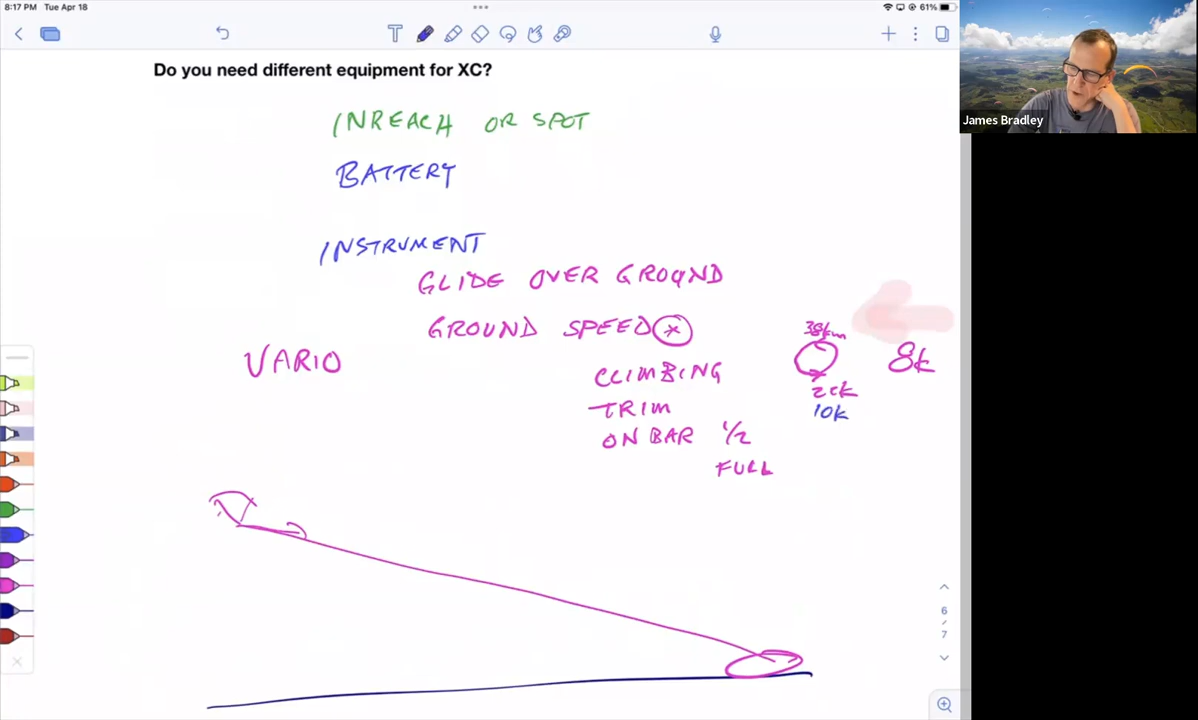 8:17 PM Tue Apr 18
61%
James Bradley
Do you need different equipment for XC?
INREACH OR SPOT
BATTERY
INSTRUMENT
GLIDE OVER GROUND
GROUND SPEED X
VARIO
CLIMBING
TRIM
ON BAR 1/2
FULL
38km
8k
10k
6
/
7